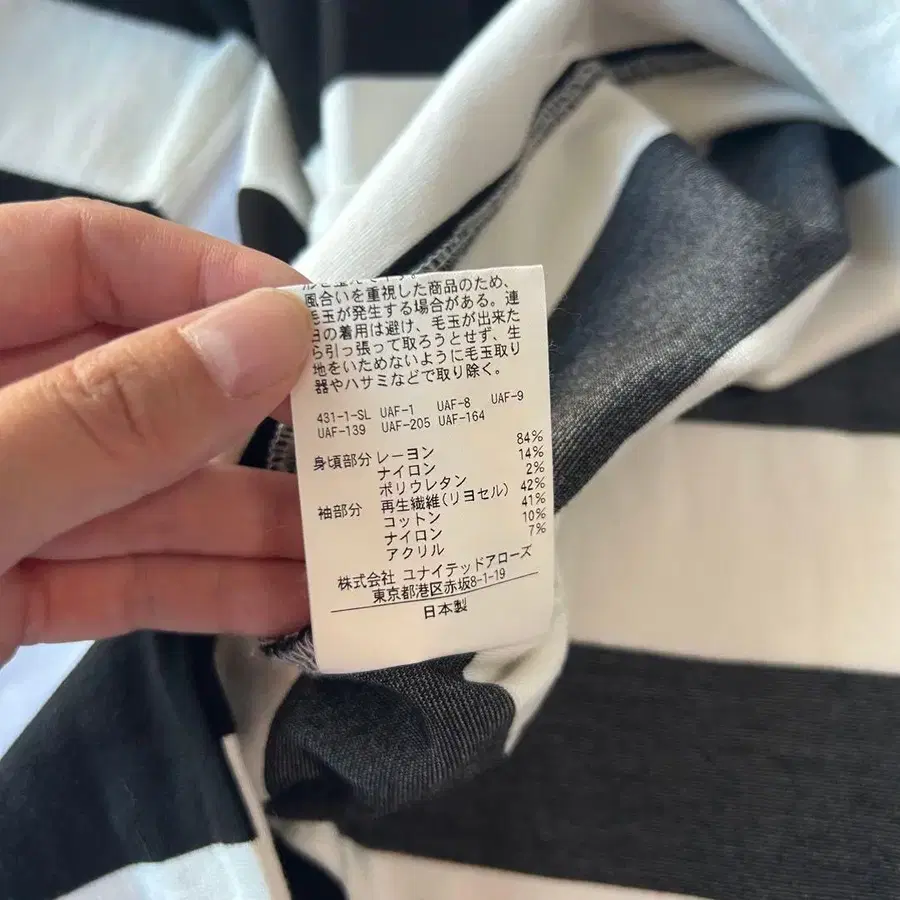 風合いを重視した商品のため、
毛玉が発生する場合がある。連
日の着用は避け、毛玉が出来た
ら引っ張って取ろうとせず、生
地をいためないように毛玉取り
器やハサミなどで取り除く。
431-1-SL UAF-1 UAF-8 UAF-9
UAF-139 UAF-205 UAF-164
身頃部分 レーヨン 84%
ナイロン 14%
ポリウレタン 2%
袖部分 再生繊維(リヨセル) 42%
コットン 41%
ナイロン 10%
アクリル 7%
株式会社 ユナイテッドアローズ
東京都港区赤坂8-1-19
日本製